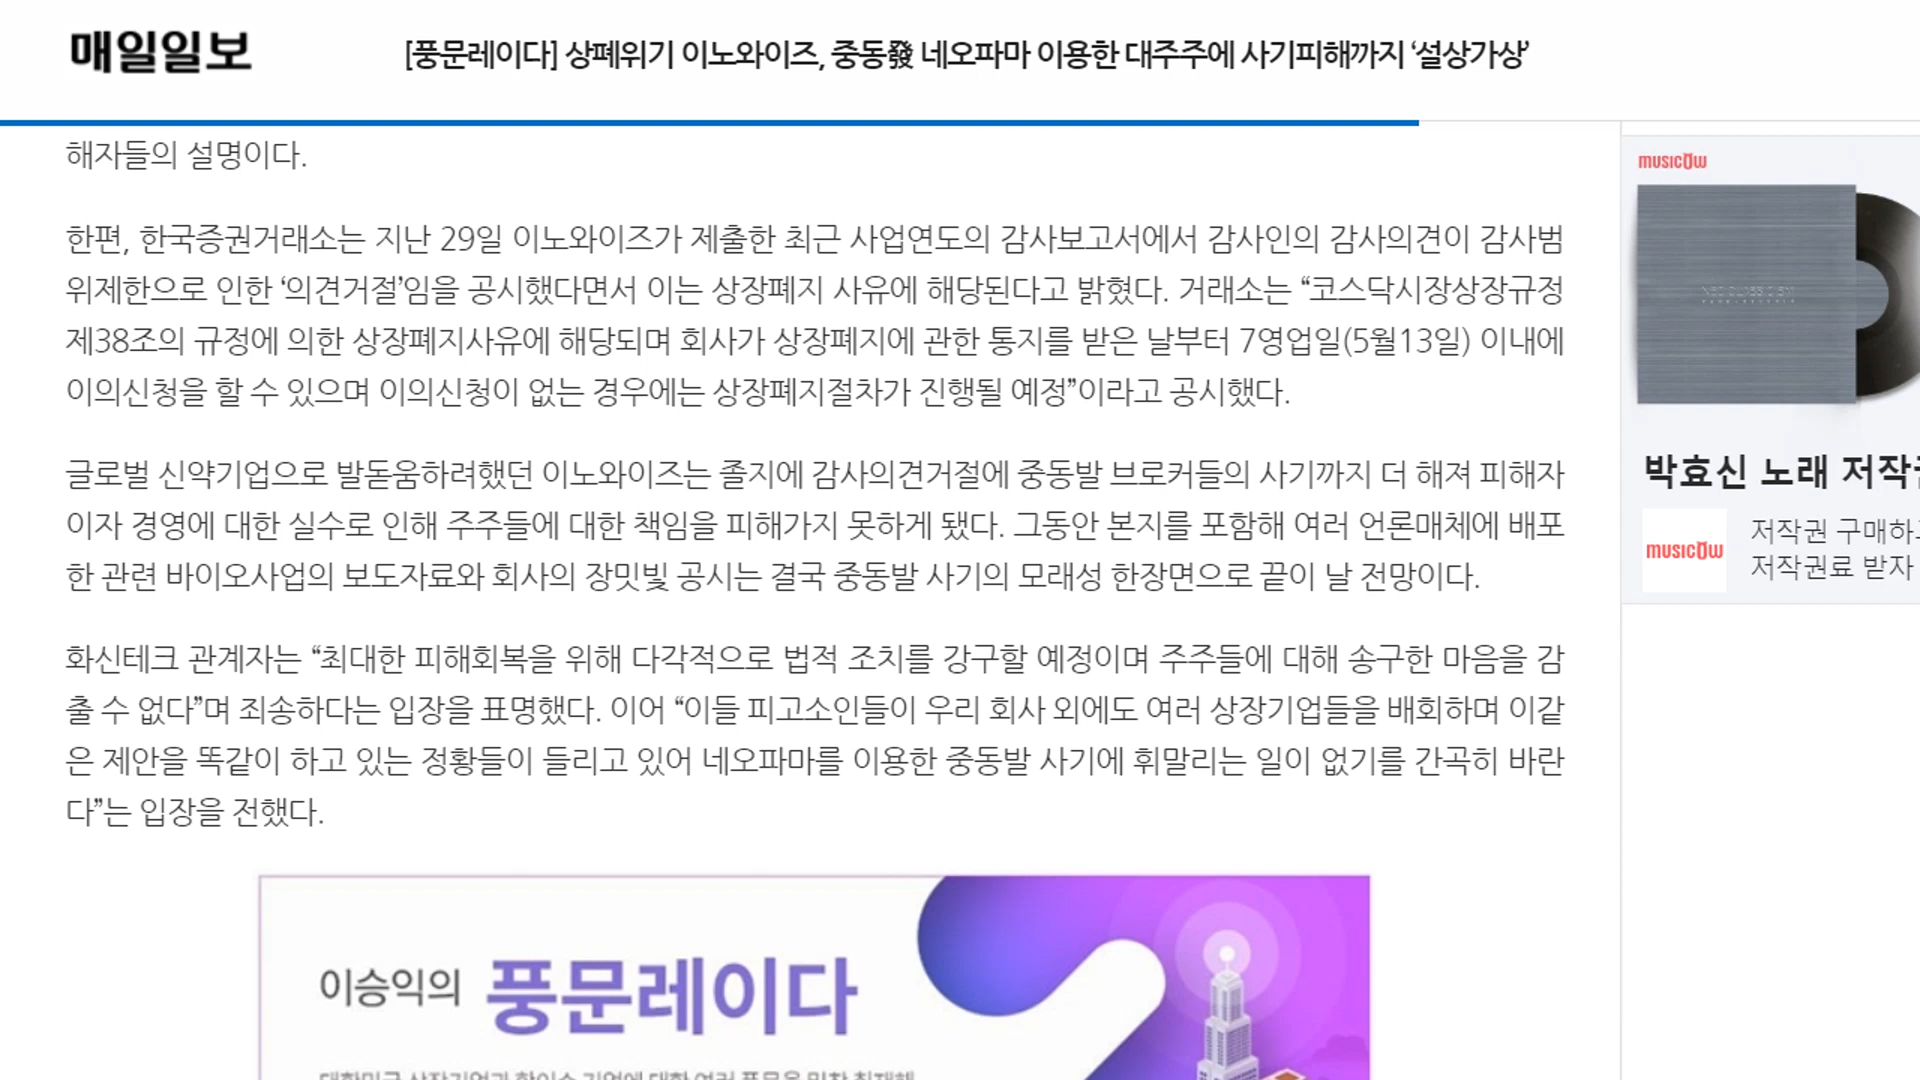 매일일보
[풍문레이다] 상폐위기 이노와이즈, 중동發 네오파마 이용한 대주주에 사기피해까지 ‘설상가상’
해자들의 설명이다.
한편, 한국증권거래소는 지난 29일 이노와이즈가 제출한 최근 사업연도의 감사보고서에서 감사인의 감사의견이 감사범
위제한으로 인한 ‘의견거절’임을 공시했다면서 이는 상장폐지 사유에 해당된다고 밝혔다. 거래소는 “코스닥시장상장규정
제38조의 규정에 의한 상장폐지사유에 해당되며 회사가 상장폐지에 관한 통지를 받은 날부터 7영업일(5월13일) 이내에
이의신청을 할 수 있으며 이의신청이 없는 경우에는 상장폐지절차가 진행될 예정”이라고 공시했다.
글로벌 신약기업으로 발돋움하려했던 이노와이즈는 졸지에 감사의견거절에 중동발 브로커들의 사기까지 더 해져 피해자
이자 경영에 대한 실수로 인해 주주들에 대한 책임을 피해가지 못하게 됐다. 그동안 본지를 포함해 여러 언론매체에 배포
한 관련 바이오사업의 보도자료와 회사의 장밋빛 공시는 결국 중동발 사기의 모래성 한장면으로 끝이 날 전망이다.
화신테크 관계자는 “최대한 피해회복을 위해 다각적으로 법적 조치를 강구할 예정이며 주주들에 대해 송구한 마음을 감
출 수 없다”며 죄송하다는 입장을 표명했다. 이어 “이들 피고소인들이 우리 회사 외에도 여러 상장기업들을 배회하며 이같
은 제안을 똑같이 하고 있는 정황들이 들리고 있어 네오파마를 이용한 중동발 사기에 휘말리는 일이 없기를 간곡히 바란
다”는 입장을 전했다.
이승익의 풍문레이다
musicow
박효신 노래
musicow
저작권 구매하고
저작권료 받자